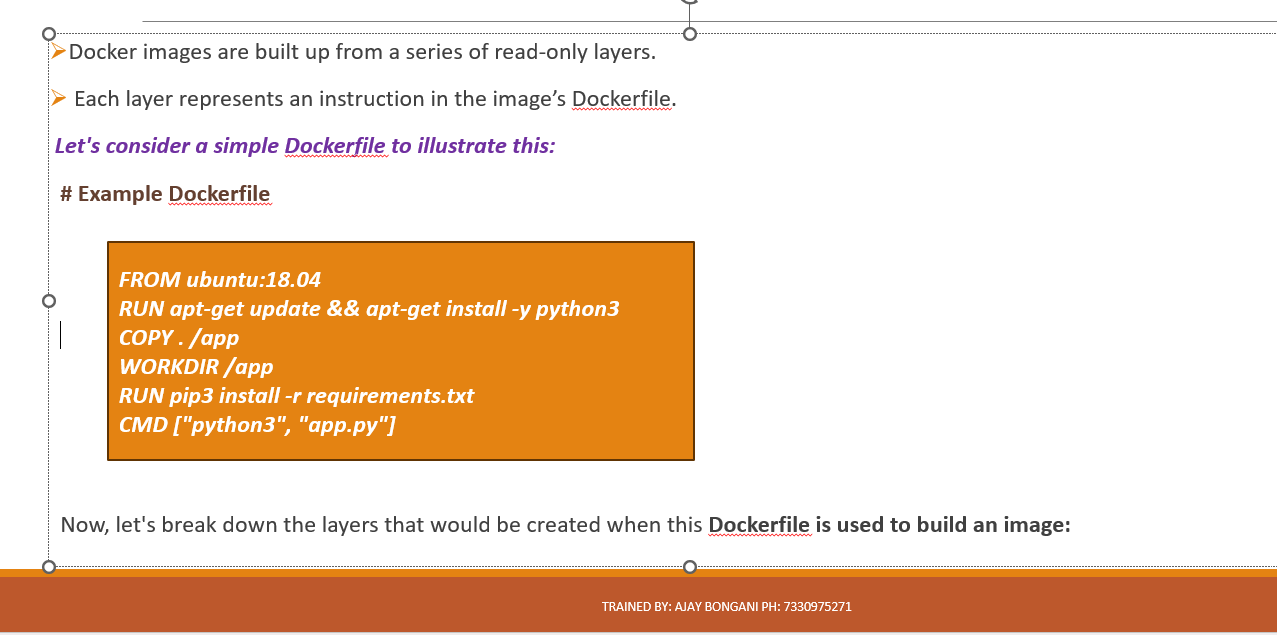 Docker images are built up from a series of read-only layers.
Each layer represents an instruction in the image’s Dockerfile.
Let's consider a simple Dockerfile to illustrate this:
# Example Dockerfile
FROM ubuntu:18.04
RUN apt-get update && apt-get install -y python3
COPY . /app
WORKDIR /app
RUN pip3 install -r requirements.txt
CMD ["python3", "app.py"]
Now, let's break down the layers that would be created when this Dockerfile is used to build an image:
TRAINED BY: AJAY BONGANI PH: 7330975271